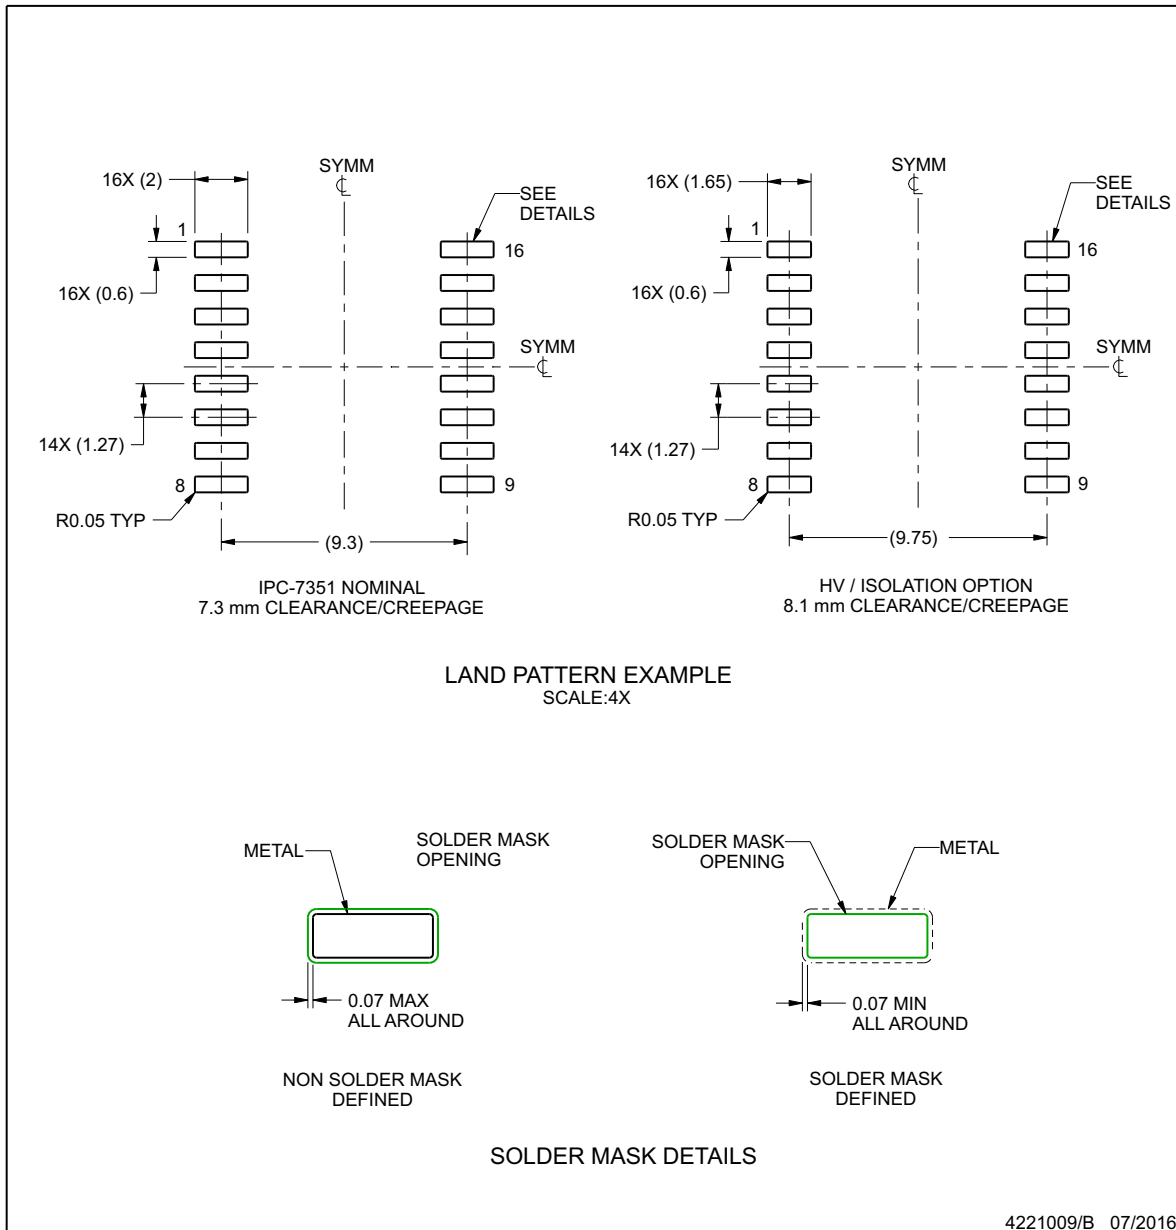 16X (2)
SYMM
CL
SEE
DETAILS
1
16
16X (0.6)
SYMM
CL
14X (1.27)
8
9
R0.05 TYP
(9.3)
IPC-7351 NOMINAL
7.3 mm CLEARANCE/CREEPAGE
16X (1.65)
SYMM
CL
SEE
DETAILS
1
16
16X (0.6)
SYMM
CL
14X (1.27)
8
9
R0.05 TYP
(9.75)
HV / ISOLATION OPTION
8.1 mm CLEARANCE/CREEPAGE
LAND PATTERN EXAMPLE
SCALE:4X
METAL
SOLDER MASK
OPENING
0.07 MAX
ALL AROUND
NON SOLDER MASK
DEFINED
SOLDER MASK
OPENING
METAL
0.07 MIN
ALL AROUND
SOLDER MASK
DEFINED
SOLDER MASK DETAILS
4221009/B 07/2016